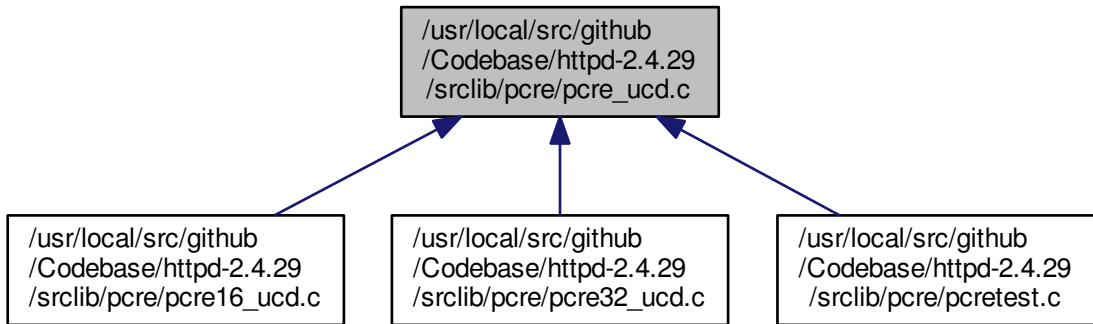 /usr/local/src/github
/Codebase/httpd-2.4.29
/srclib/pcre/pcre_ucd.c
/usr/local/src/github
/Codebase/httpd-2.4.29
/srclib/pcre/pcre16_ucd.c
/usr/local/src/github
/Codebase/httpd-2.4.29
/srclib/pcre/pcre32_ucd.c
/usr/local/src/github
/Codebase/httpd-2.4.29
/srclib/pcre/pcretest.c